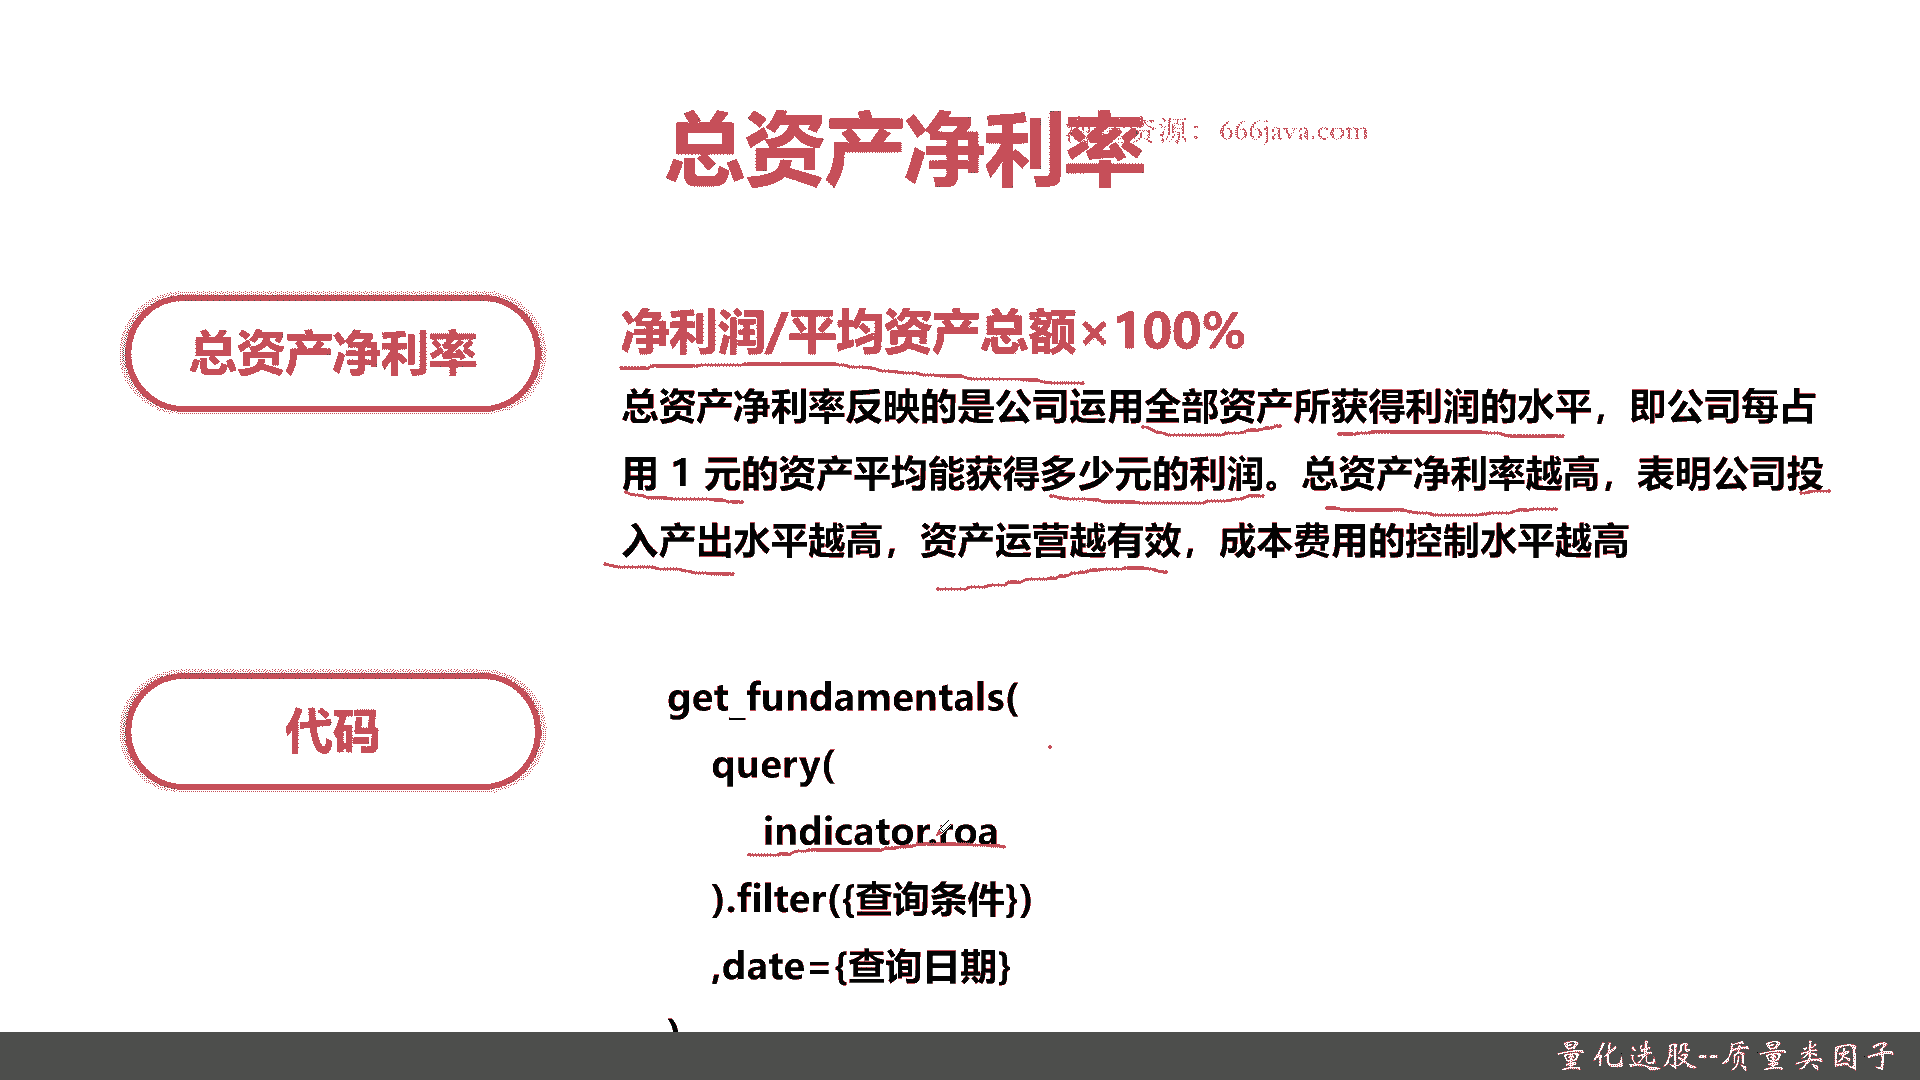 总资产净利率
资源：666java.com
总资产净利率
净利润/平均资产总额×100%
总资产净利率反映的是公司运用全部资产所获得利润的水平，即公司每占
用 1 元的资产平均能获得多少元的利润。总资产净利率越高，表明公司投
入产出水平越高，资产运营越有效，成本费用的控制水平越高
代码
get_fundamentals(
query(
indicator.roa
).filter({查询条件})
,date={查询日期}
)
量化选股--质量类因子